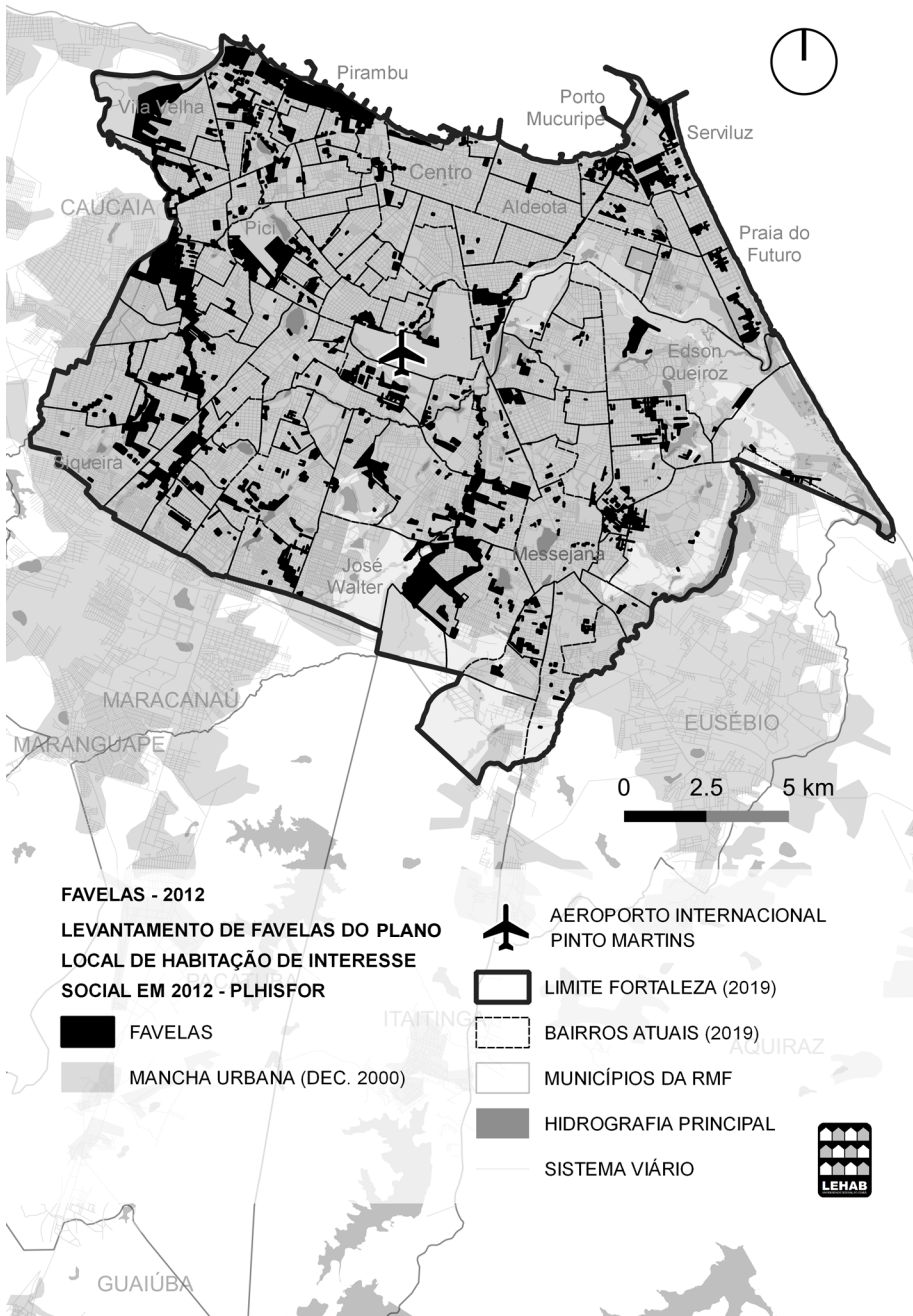 Pirambu
Vila Velha
Porto
Mucuripe
Serviluz
Centro
CAUCAIA
Aldeota
Pici
Praia do
Futuro
Edson
Queiroz
Siqueira
Messejana
José
Walter
MARACANAÚ
EUSÉBIO
MARANGUAPE
0 2.5 5 km
FAVELAS - 2012
LEVANTAMENTO DE FAVELAS DO PLANO
LOCAL DE HABITAÇÃO DE INTERESSE
SOCIAL EM 2012 - PLHISFOR
PACATUBA
FAVELAS
MANCHA URBANA (DEC. 2000)
ITAITINGA
AEROPORTO INTERNACIONAL
PINTO MARTINS
LIMITE FORTALEZA (2019)
BAIRROS ATUAIS (2019)
AQUIRAZ
MUNICÍPIOS DA RMF
HIDROGRAFIA PRINCIPAL
SISTEMA VIÁRIO
LEHAB
GUAIÚBA